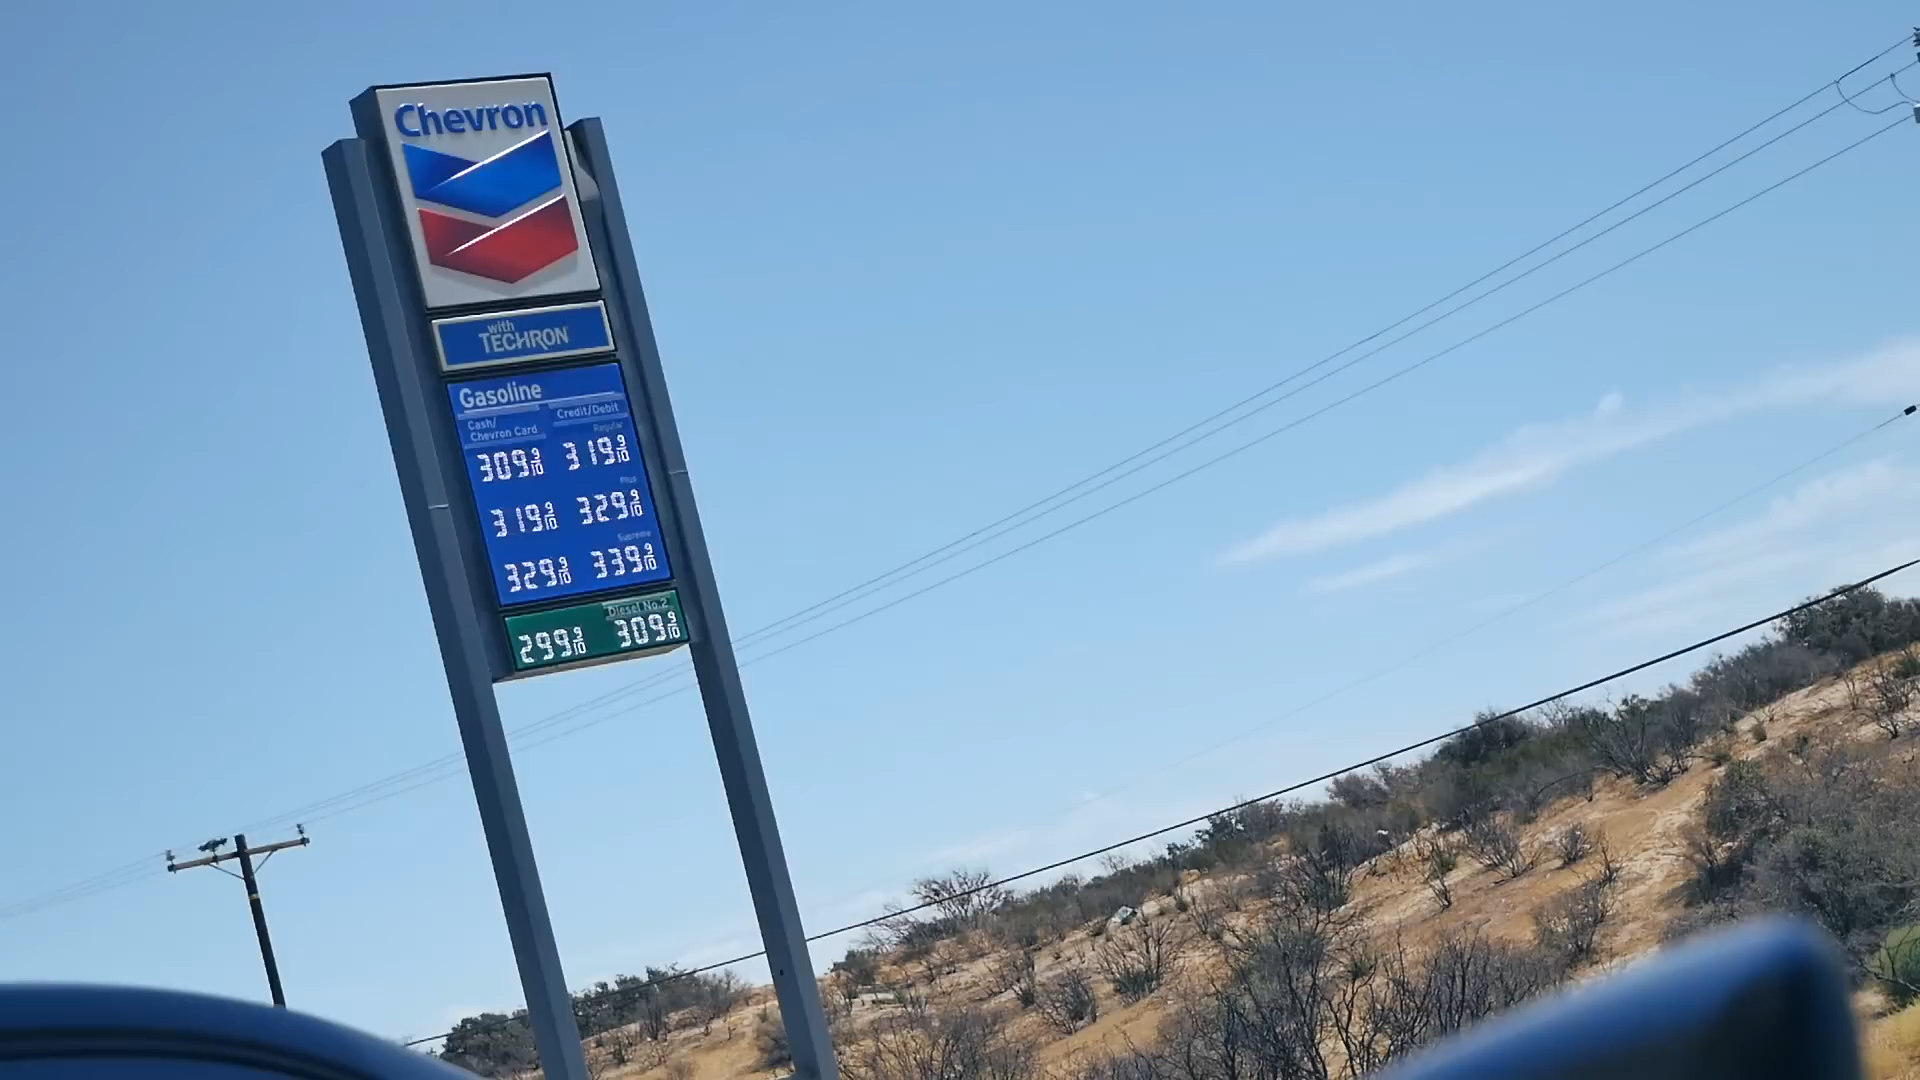 Chevron
with
TECHRON
Gasoline
Cash/
Chevron Card
Credit/Debit
Regular
309 9/10 319 9/10
Plus
319 9/10 329 9/10
Supreme
329 9/10 339 9/10
Diesel No.2
299 9/10 309 9/10